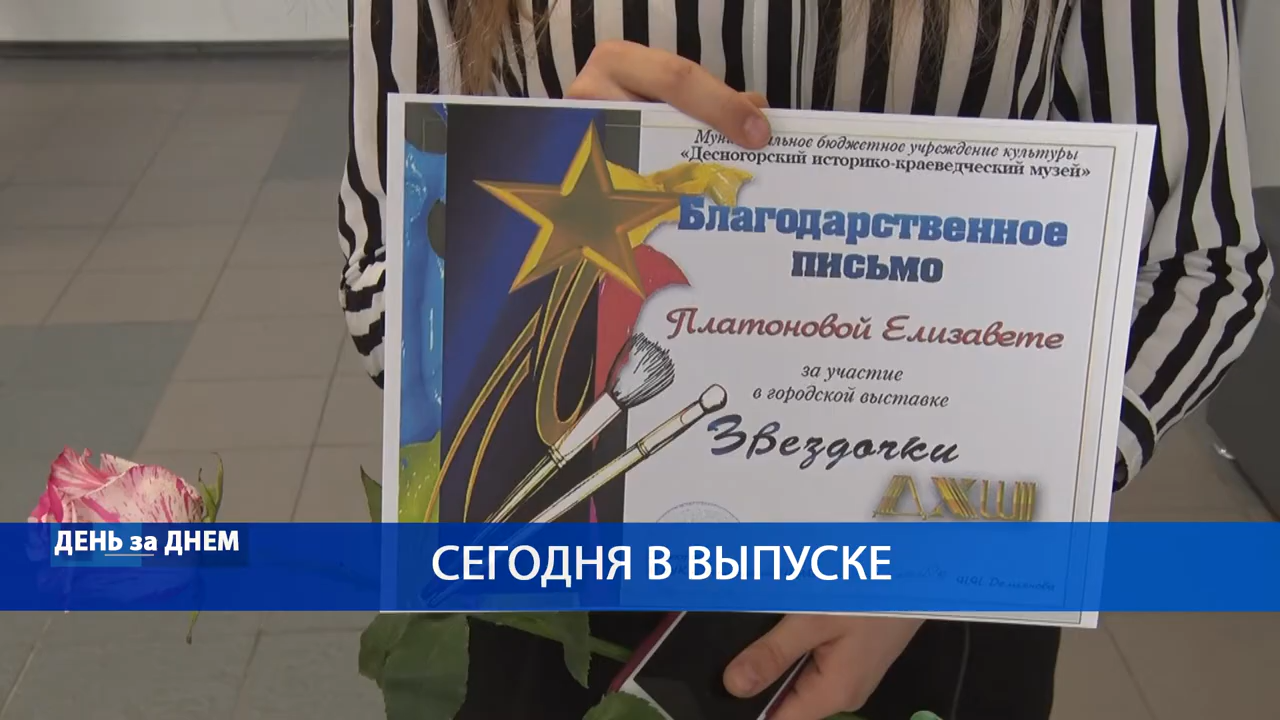 бюджетное учреждение культуры
«Десногорский историко-краеведческий музей»
Благодарственное
письмо
Платоновой Елизавете
за участие
в городской выставке
Звездочки
ДХШ
ДЕНЬ за ДНЕМ
СЕГОДНЯ В ВЫПУСКЕ